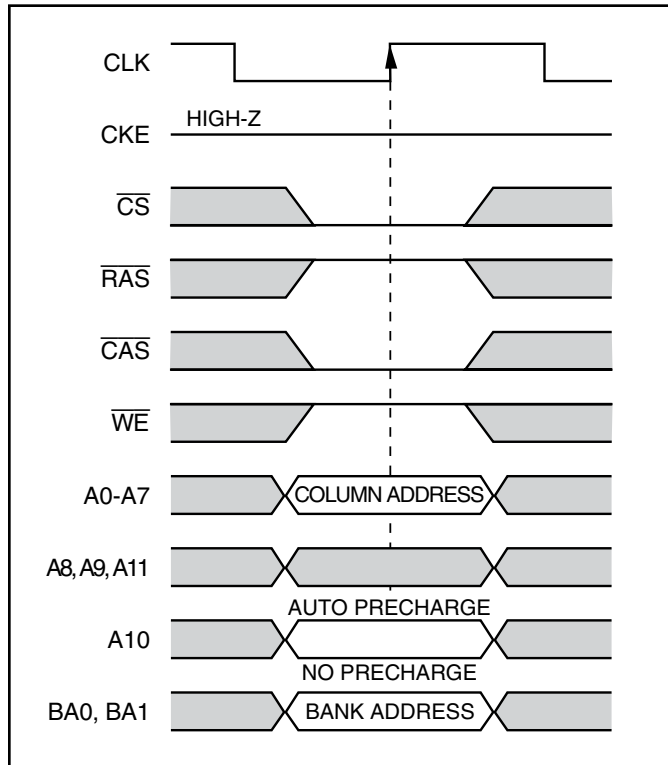 CLK
HIGH-Z
CKE
CS
RAS
CAS
WE
A0-A7 COLUMN ADDRESS
A8, A9, A11
AUTO PRECHARGE
A10
NO PRECHARGE
BA0, BA1 BANK ADDRESS